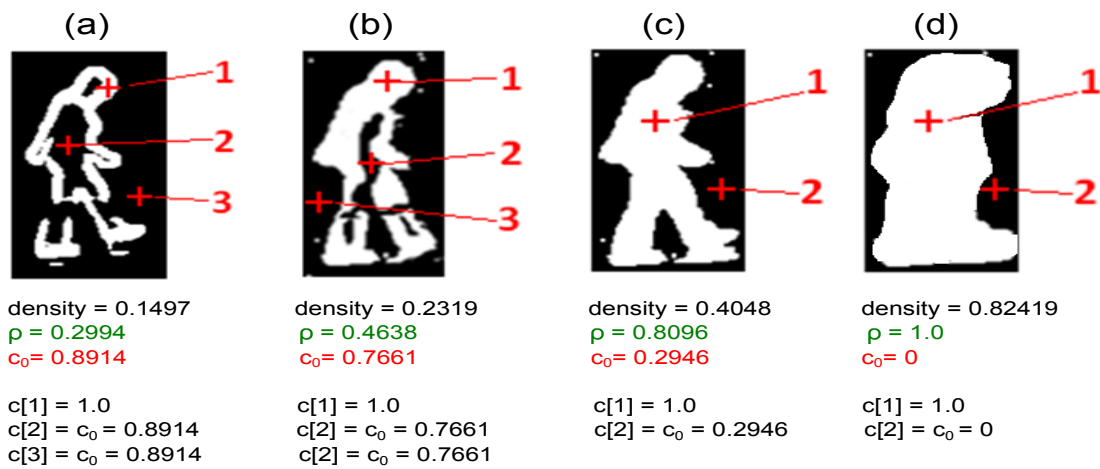 (a) (b) (c) (d)
1 1 1 1
2 2 2 2
3 3
density = 0.1497
ρ = 0.2994
c₀= 0.8914
c[1] = 1.0
c[2] = c₀ = 0.8914
c[3] = c₀ = 0.8914
density = 0.2319
ρ = 0.4638
c₀= 0.7661
c[1] = 1.0
c[2] = c₀ = 0.7661
c[2] = c₀ = 0.7661
density = 0.4048
ρ = 0.8096
c₀= 0.2946
c[1] = 1.0
c[2] = c₀ = 0.2946
density = 0.82419
ρ = 1.0
c₀= 0
c[1] = 1.0
c[2] = c₀ = 0